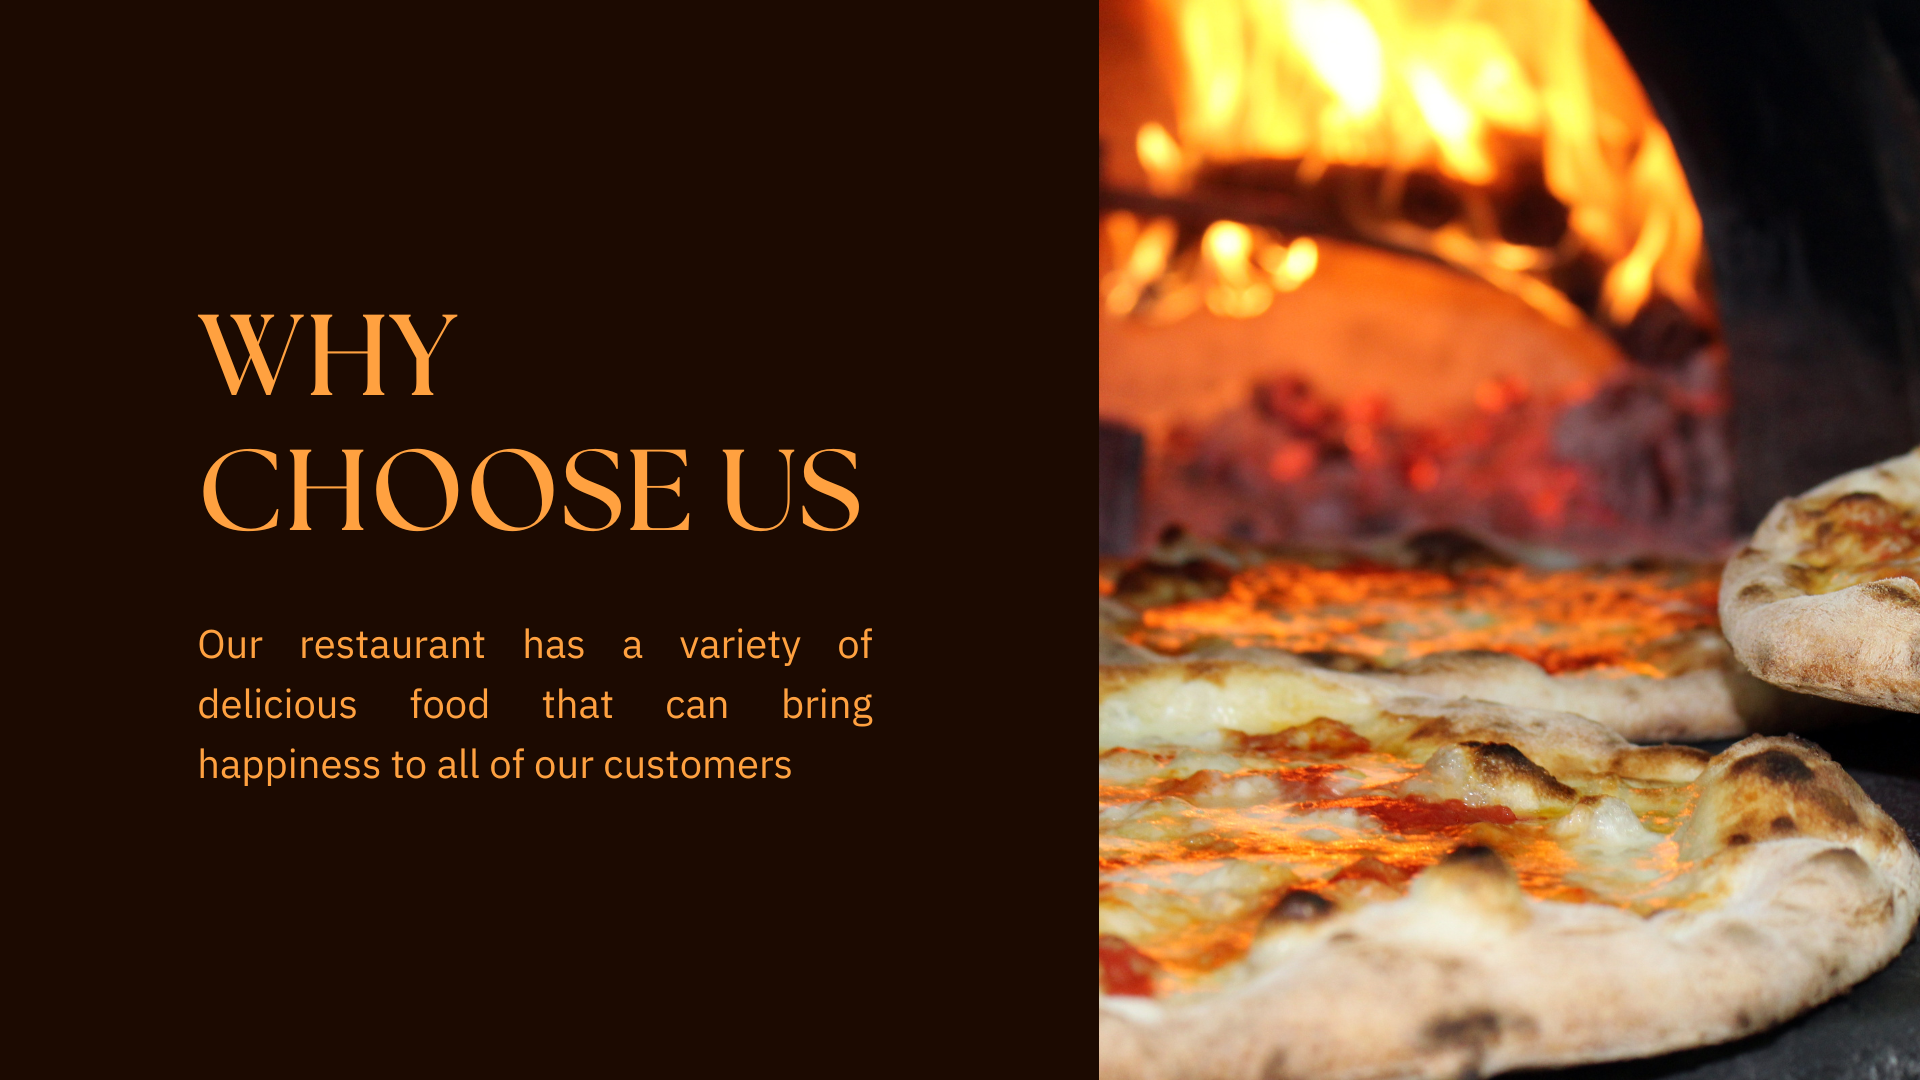 WHY
CHOOSE US
Our restaurant has a variety of
delicious food that can bring
happiness to all of our customers